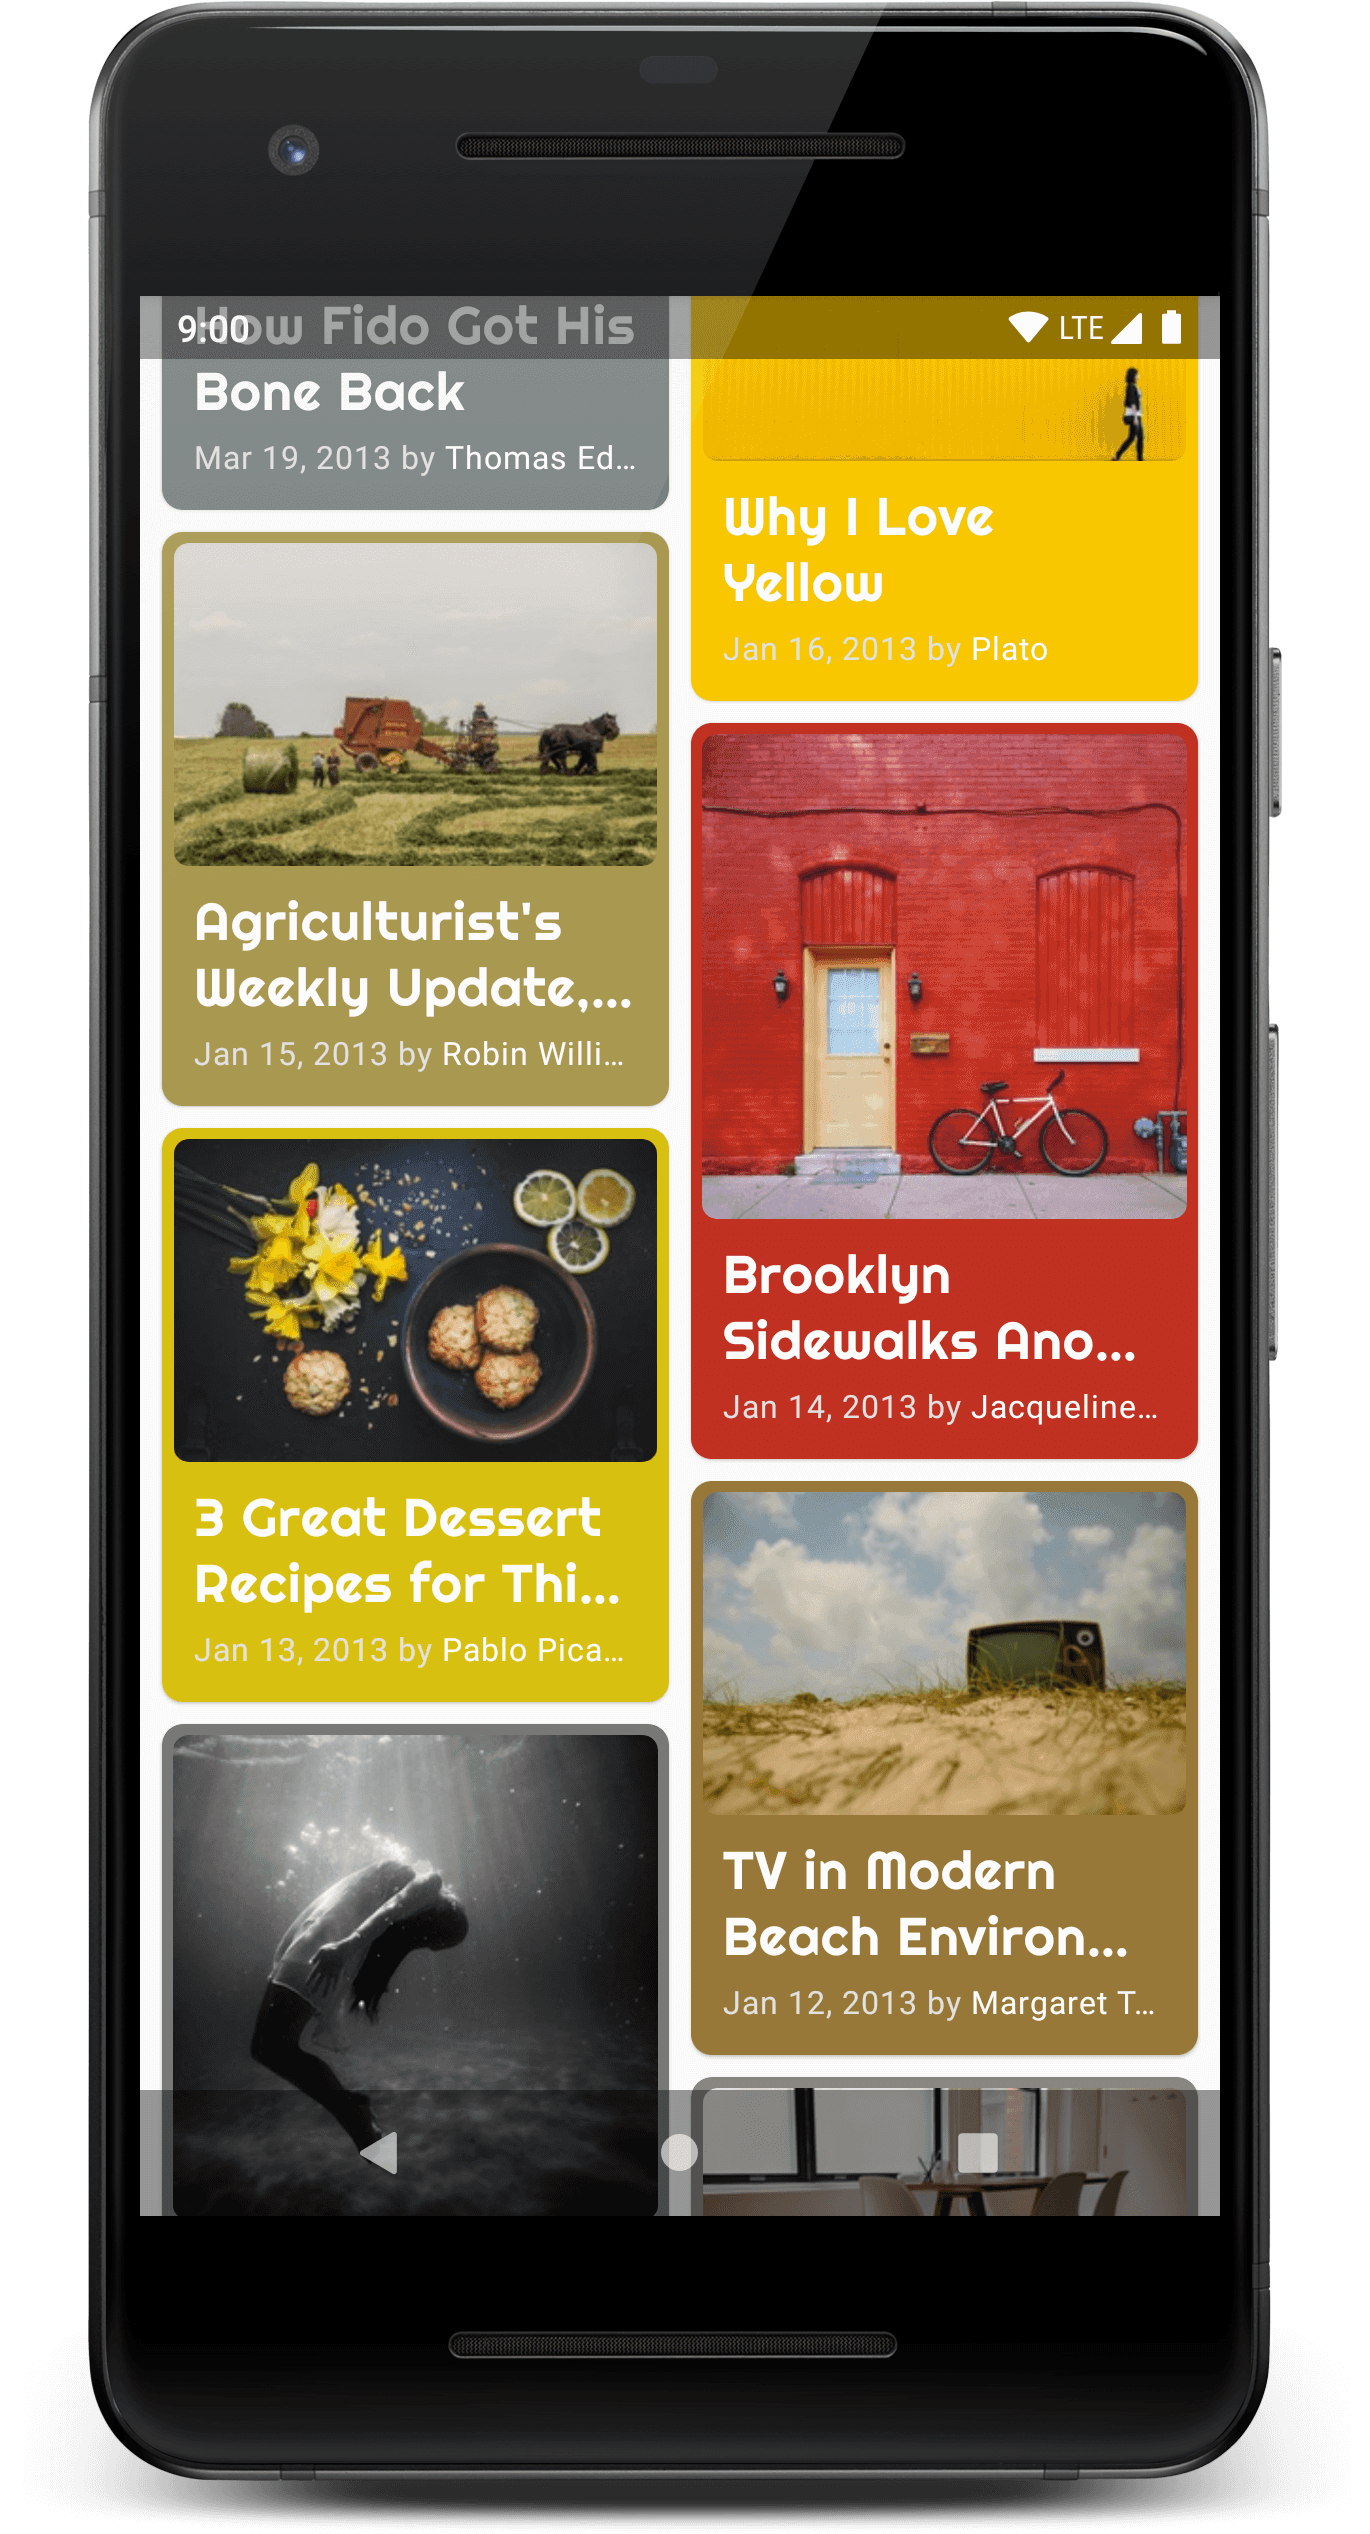 9:00
LTE
How Fido Got His
Bone Back
Mar 19, 2013 by Thomas Ed...
Why I Love
Yellow
Jan 16, 2013 by Plato
Agriculturist's
Weekly Update,...
Jan 15, 2013 by Robin Willi...
Brooklyn
Sidewalks Ano...
Jan 14, 2013 by Jacqueline...
3 Great Dessert
Recipes for Thi...
Jan 13, 2013 by Pablo Pica...
TV in Modern
Beach Environ...
Jan 12, 2013 by Margaret T...